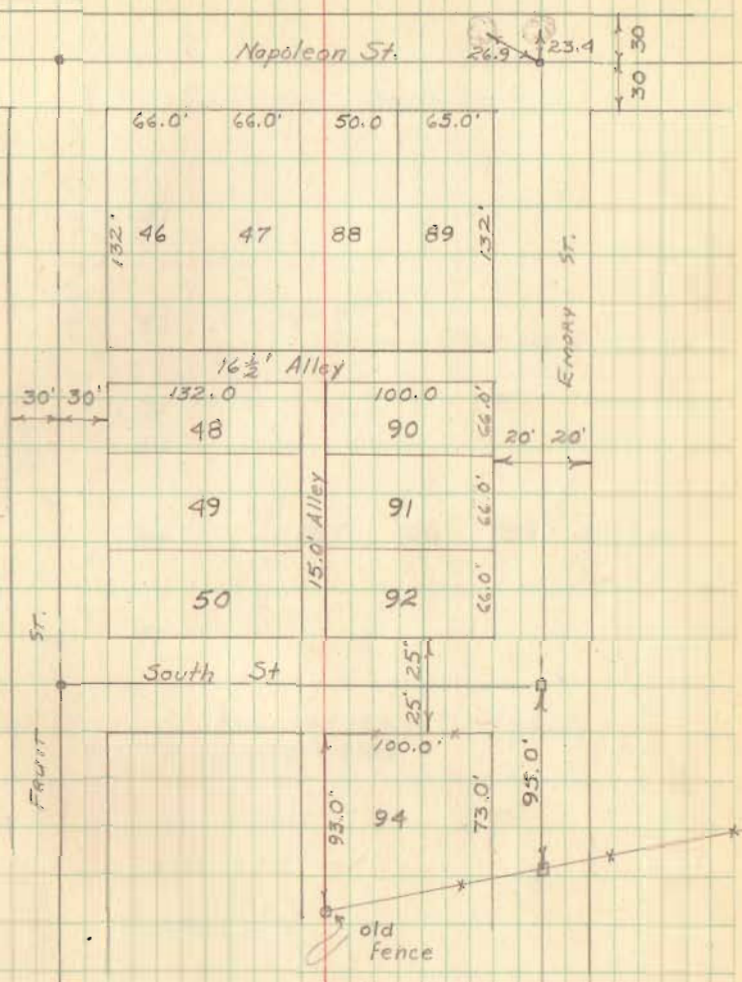 Napoleon St.
26.9
23.4
30
30
66.0' 66.0' 50.0 65.0'
132' 46 47 88 89 132'
EMORY ST.
16½' Alley
30' 30'
132.0 100.0
48 90 66.0'
20' 20'
49 91 66.0'
15.0' Alley
50 92 66.0'
FRUIT ST.
South St
25'
25'
100.0'
93.0' 94 73.0' 95.0'
old
Fence